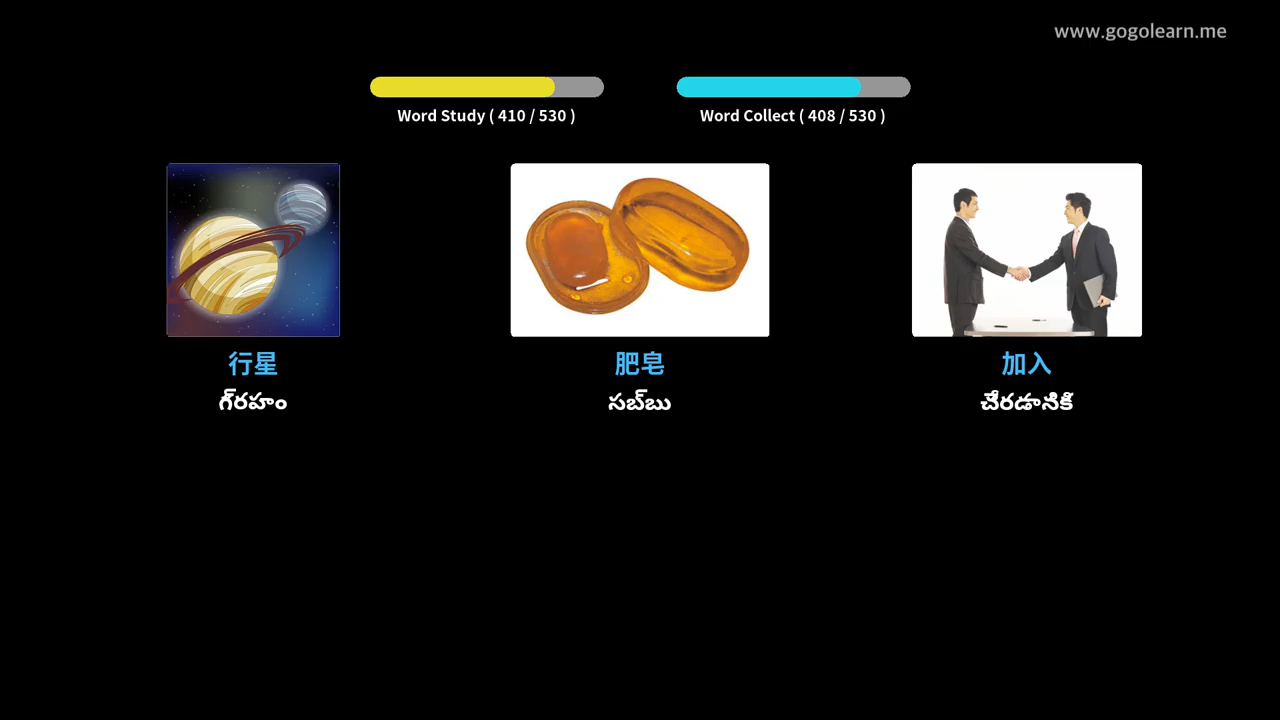 www.gogolearn.me
Word Study ( 410 / 530 )
Word Collect ( 408 / 530 )
行星
肥皂
加入
గ్‌రహం
సబ్‌బు
చేరడానికి